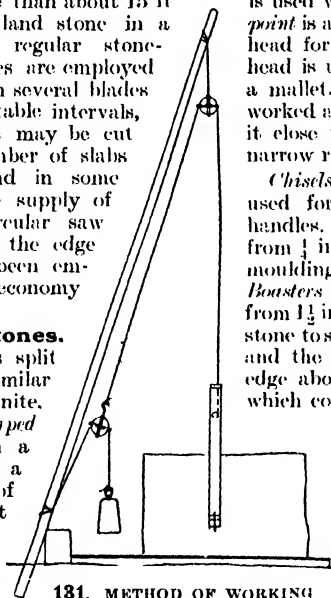 than about 15 ft
land stone in a
regular stone-
es are employed
several blades
table intervals,
s may be cut
mber of slabs
nd in some
supply of
rcular saw
the edge
been em-
economy
tones.
s split
milar
nite.
pped
a
a
of
t
is used w
point is a
head for
head is u
a mallet.
worked a
it close
narrow r
Chisels
used for
handles.
from ¼ in
moulding
Boasters
from 1½ in
stone to s
and the
edge abo
which co
131. METHOD OF WORKING